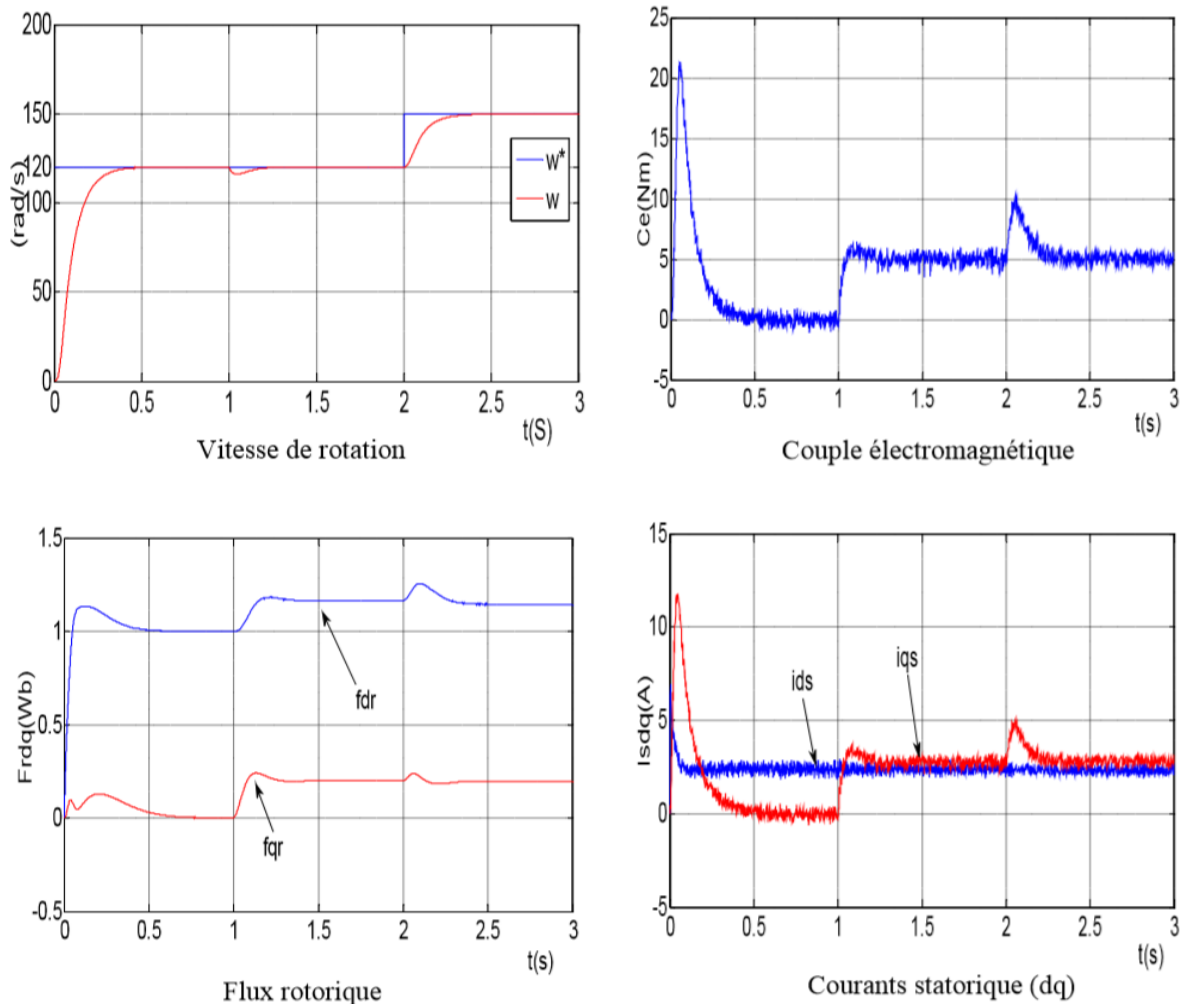 200
150
120
100
50
0
(rad/s)
W*
W
0 0.5 1 1.5 2 2.5 3
t(S)
Vitesse de rotation
25
20
15
10
5
0
-5
Ce(Nm)
0 0.5 1 1.5 2 2.5 3
t(s)
Couple électromagnétique
1.5
1
0.5
0
-0.5
Frdq(Wb)
fdr
fqr
0 0.5 1 1.5 2 2.5 3
t(s)
Flux rotorique
15
10
5
0
-5
Isdq(A)
ids
iqs
0 0.5 1 1.5 2 2.5 3
t(s)
Courants statorique (dq)